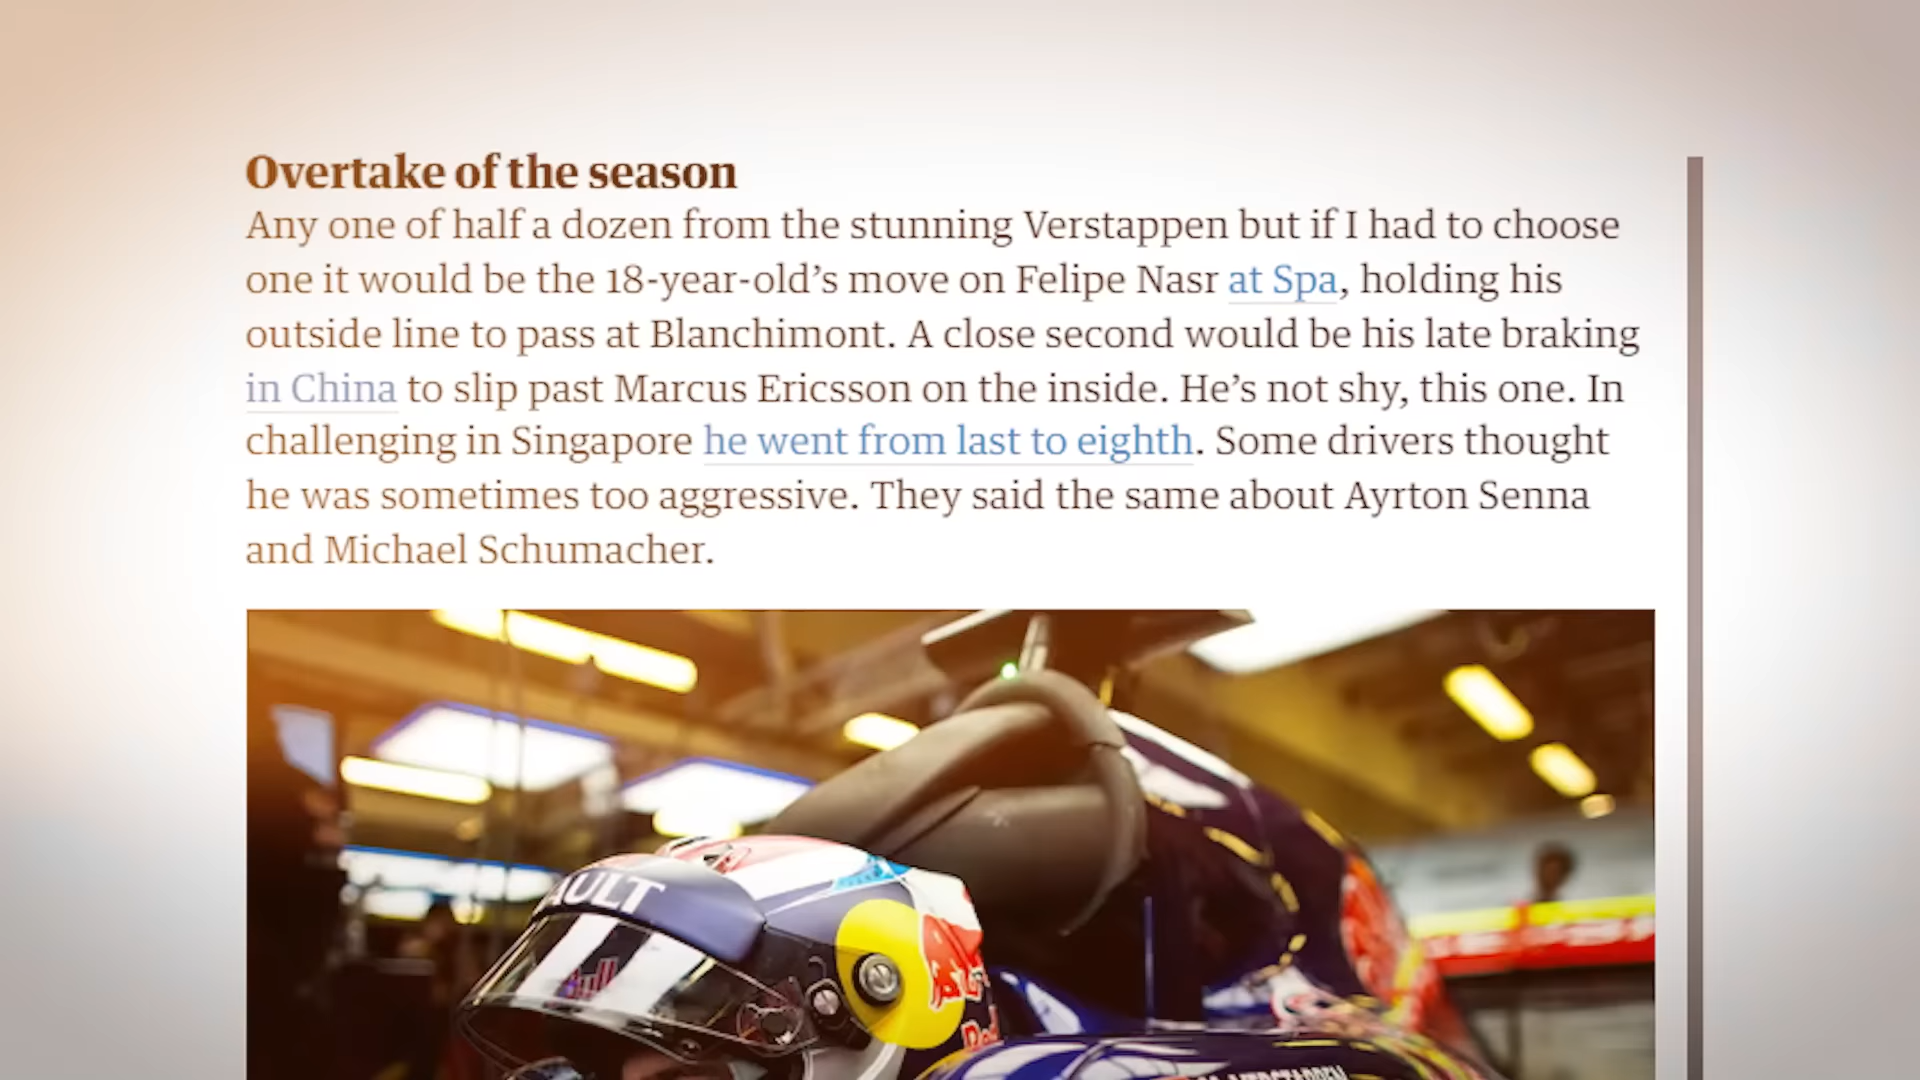 Overtake of the season
Any one of half a dozen from the stunning Verstappen but if I had to choose
one it would be the 18-year-old’s move on Felipe Nasr at Spa, holding his
outside line to pass at Blanchimont. A close second would be his late braking
in China to slip past Marcus Ericsson on the inside. He’s not shy, this one. In
challenging in Singapore he went from last to eighth. Some drivers thought
he was sometimes too aggressive. They said the same about Ayrton Senna
and Michael Schumacher.
AULT
Red
VERSTAPPEN